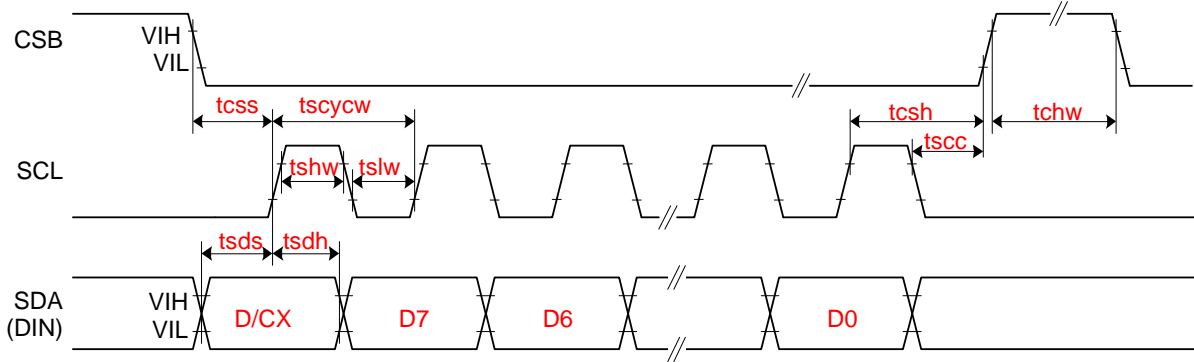 CSB
VIH
VIL
tcss
tscycw
tcsh
tchw
tscc
SCL
tshw
tslw
tsds
tsdh
SDA
(DIN)
VIH
VIL
D/CX
D7
D6
D0